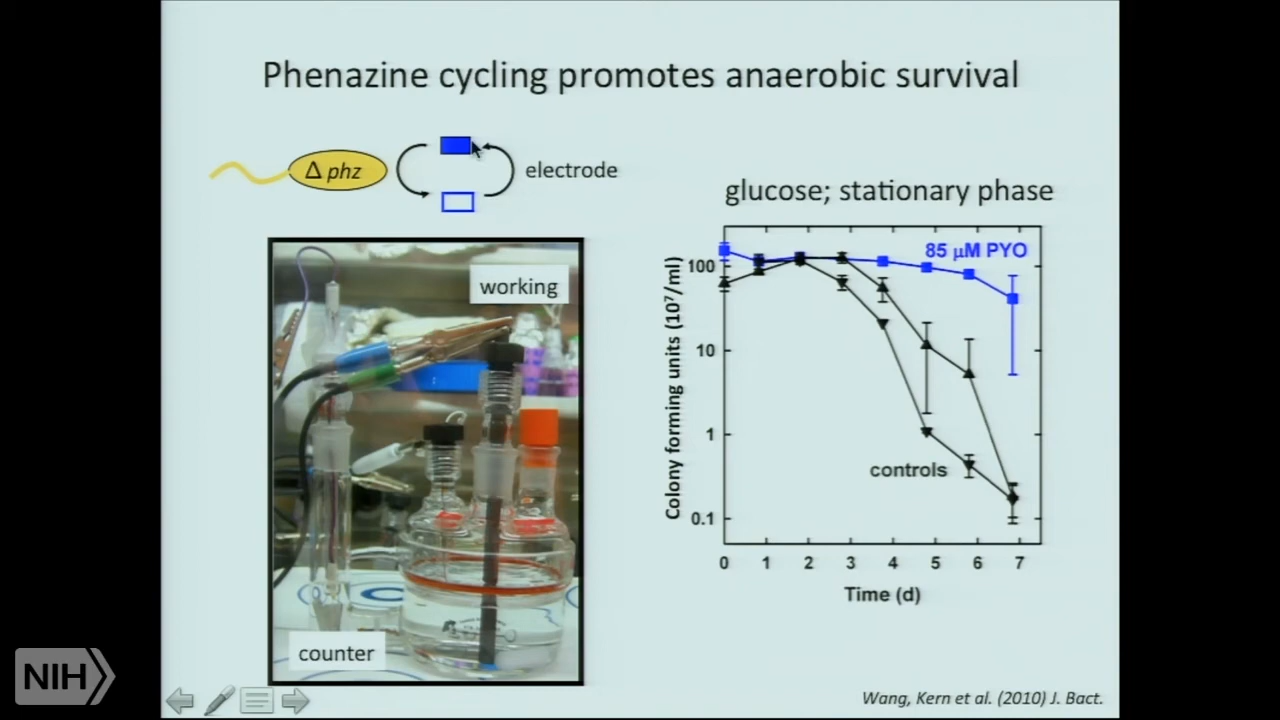 Phenazine cycling promotes anaerobic survival
Δ phz
electrode
glucose; stationary phase
working
counter
85 µM PYO
controls
Colony forming units (10⁷/ml)
100
10
1
0.1
0 1 2 3 4 5 6 7
Time (d)
NIH
Wang, Kern et al. (2010) J. Bact.